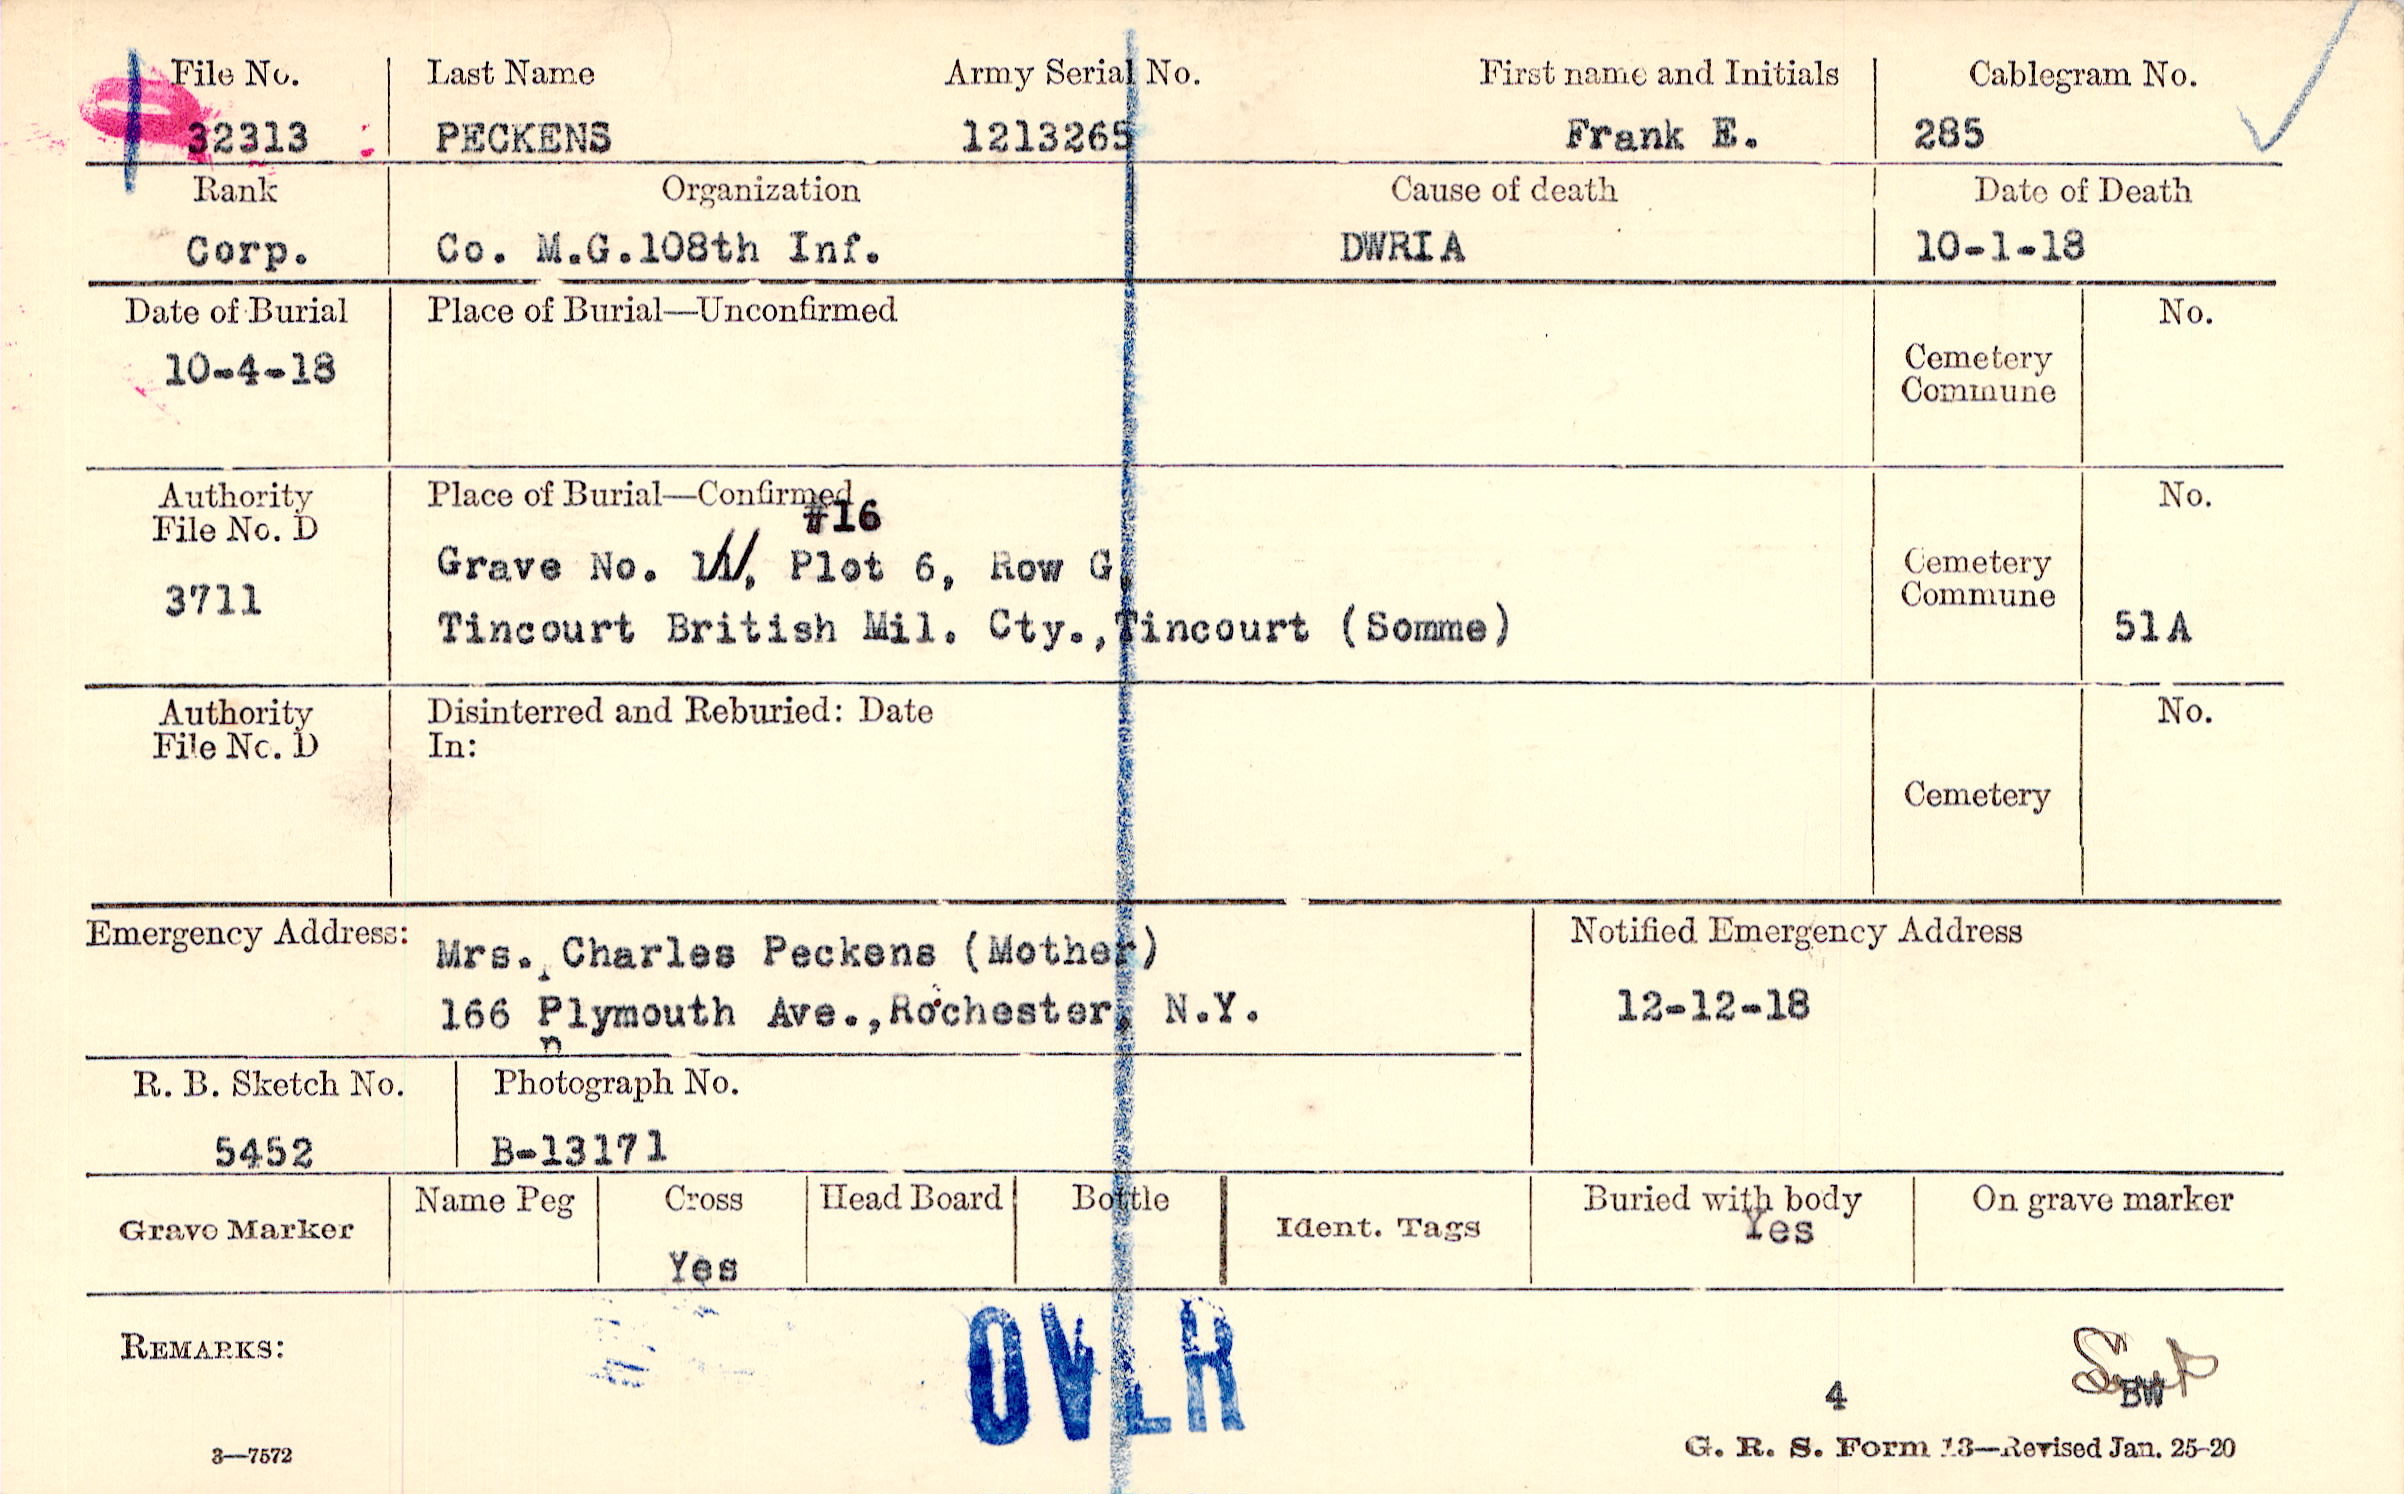 File No. Last Name Army Serial No. First name and Initials Cablegram No.
32313 PECKENS 1213265 Frank E. 285
Rank Organization Cause of death Date of Death
Corp. Co. M.G.108th Inf. DWRIA 10-1-18
Date of Burial Place of Burial—Unconfirmed No.
10-4-18
Cemetery
Commune
Authority Place of Burial—Confirmed No.
File No. D
#16
Grave No. 11, Plot 6, Row G,
3711
Tincourt British Mil. Cty.,Tincourt (Somme)
Cemetery
Commune
51A
Authority Disinterred and Reburied: Date No.
File No. D In:
Cemetery
Emergency Address: Mrs. Charles Peckens (Mother) Notified Emergency Address
166 Plymouth Ave.,Rochester, N.Y. 12-12-18
R. B. Sketch No. Photograph No.
5452 B-13171
Grave Marker Name Peg Cross Head Board Bottle Ident. Tags Buried with body On grave marker
Yes Yes
REMARKS:
OVER
4 BW
3—7572 G. R. S. Form 13—Revised Jan. 25-20